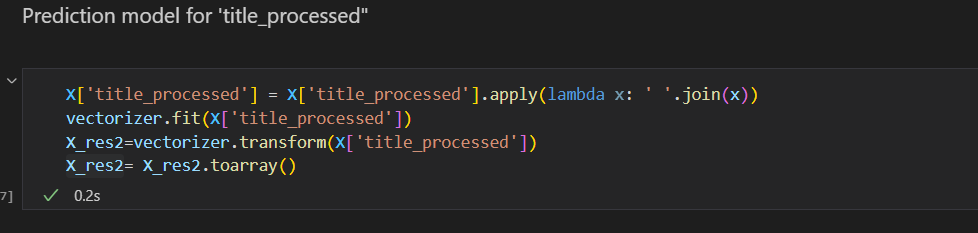 Prediction model for 'title_processed"
X['title_processed'] = X['title_processed'].apply(lambda x: ' '.join(x))
vectorizer.fit(X['title_processed'])
X_res2=vectorizer.transform(X['title_processed'])
X_res2= X_res2.toarray()
7] 0.2s